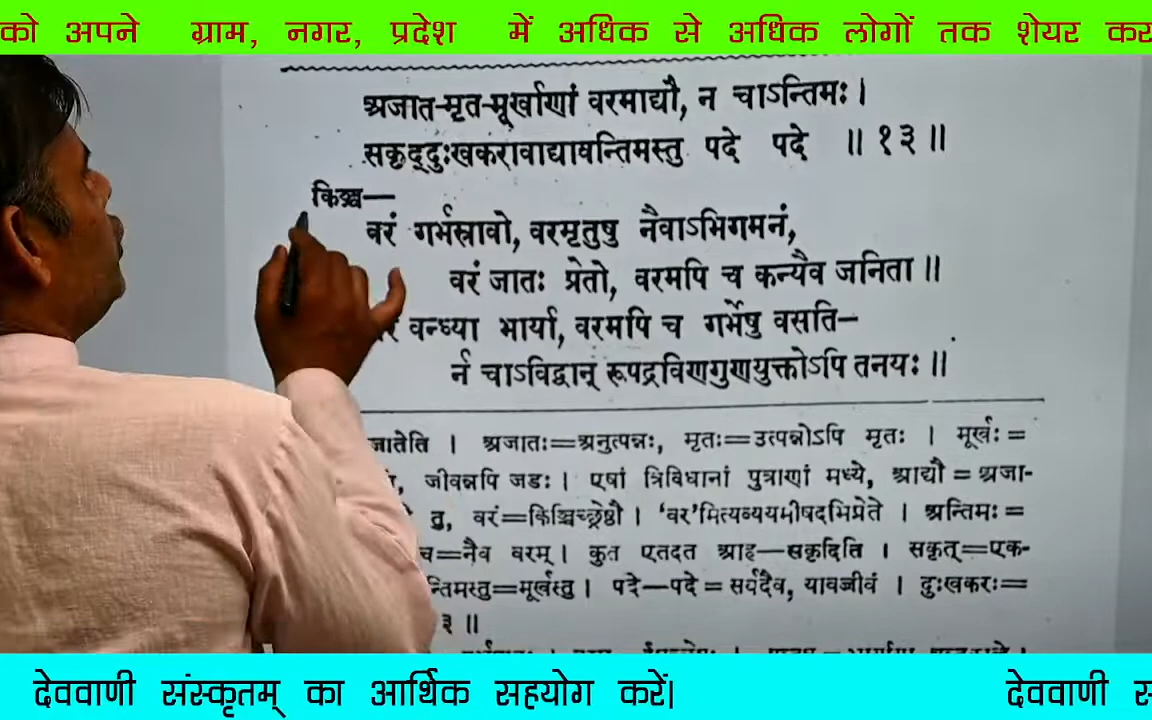 को अपने ग्राम, नगर, प्रदेश में अधिक से अधिक लोगों तक शेयर कर
अजात-मृत-मूर्खाणां वरमाद्यौ, न चाऽन्तिमः ।
सकृद्दुःखकरावाद्यावन्तिमस्तु पदे पदे ॥ १३ ॥
किञ्च—
वरं गर्भस्रावो, वरमृतुषु नैवाऽभिगमनं,
वरं जातः प्रेतो, वरमपि च कन्यैव जनिता ॥
वन्ध्या भार्या, वरमपि च गर्भेषु वसति–
र्न चाऽविद्वान् रूपद्रविणगुणयुक्तोऽपि तनयः ॥
जातेति । अजातः=अनुत्पन्नः, मृतः=उत्पन्नोऽपि मृतः । मूर्खः=
जीवन्नपि जडः । एषां त्रिविधानां पुत्राणां मध्ये, आद्यौ = अजा-
तु, वरं=किञ्चिच्छ्रेष्ठौ । 'वर'मित्यव्ययमीषदभिप्रेते । अन्तिमः=
च=नैव वरम् । कुत एतदत आह—सकृदिति । सकृत्=एक-
न्तिमस्तु=मूर्खस्तु । पदे—पदे = सर्वदैव, यावज्जीवं । दुःखकरः=
३ ॥
देववाणी संस्कृतम् का आर्थिक सहयोग करें| देववाणी स